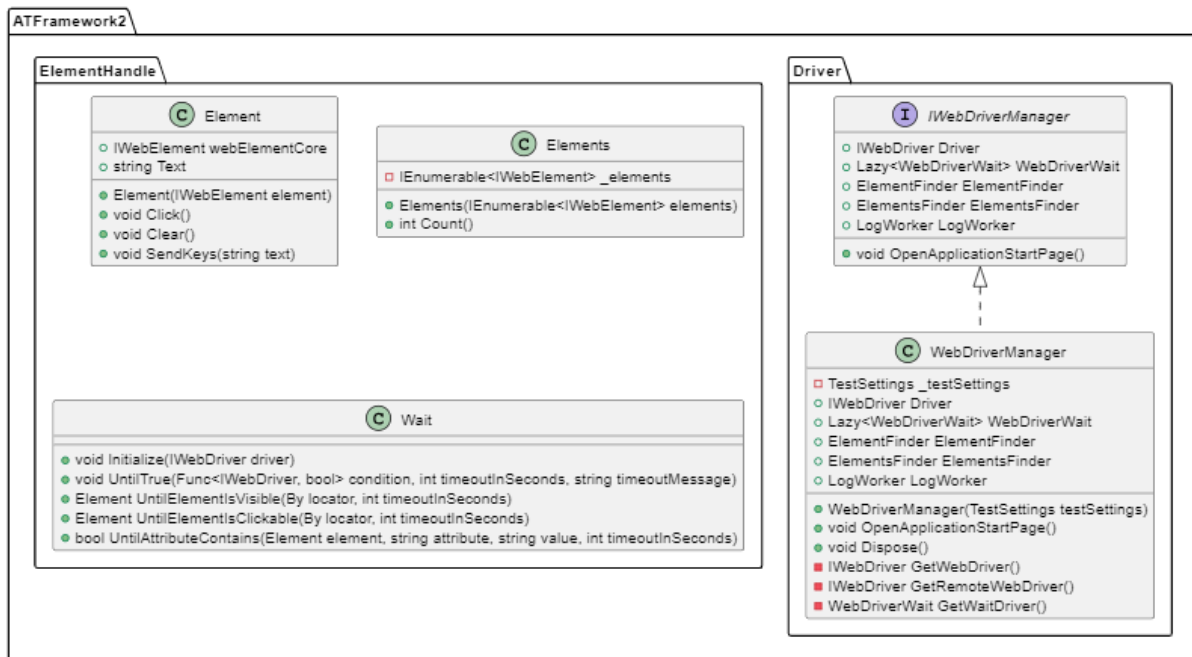 ATFramework2
ElementHandle
C Element
IWebElement webElementCore
string Text
Element(IWebElement element)
void Click()
void Clear()
void SendKeys(string text)
C Elements
IEnumerable<IWebElement> _elements
Elements(IEnumerable<IWebElement> elements)
int Count()
C Wait
void Initialize(IWebDriver driver)
void UntilTrue(Func<IWebDriver, bool> condition, int timeoutInSeconds, string timeoutMessage)
Element UntilElementIsVisible(By locator, int timeoutInSeconds)
Element UntilElementIsClickable(By locator, int timeoutInSeconds)
bool UntilAttributeContains(Element element, string attribute, string value, int timeoutInSeconds)
Driver
I IWebDriverManager
IWebDriver Driver
Lazy<WebDriverWait> WebDriverWait
ElementFinder ElementFinder
ElementsFinder ElementsFinder
LogWorker LogWorker
void OpenApplicationStartPage()
C WebDriverManager
TestSettings _testSettings
IWebDriver Driver
Lazy<WebDriverWait> WebDriverWait
ElementFinder ElementFinder
ElementsFinder ElementsFinder
LogWorker LogWorker
WebDriverManager(TestSettings testSettings)
void OpenApplicationStartPage()
void Dispose()
IWebDriver GetWebDriver()
IWebDriver GetRemoteWebDriver()
WebDriverWait GetWaitDriver()